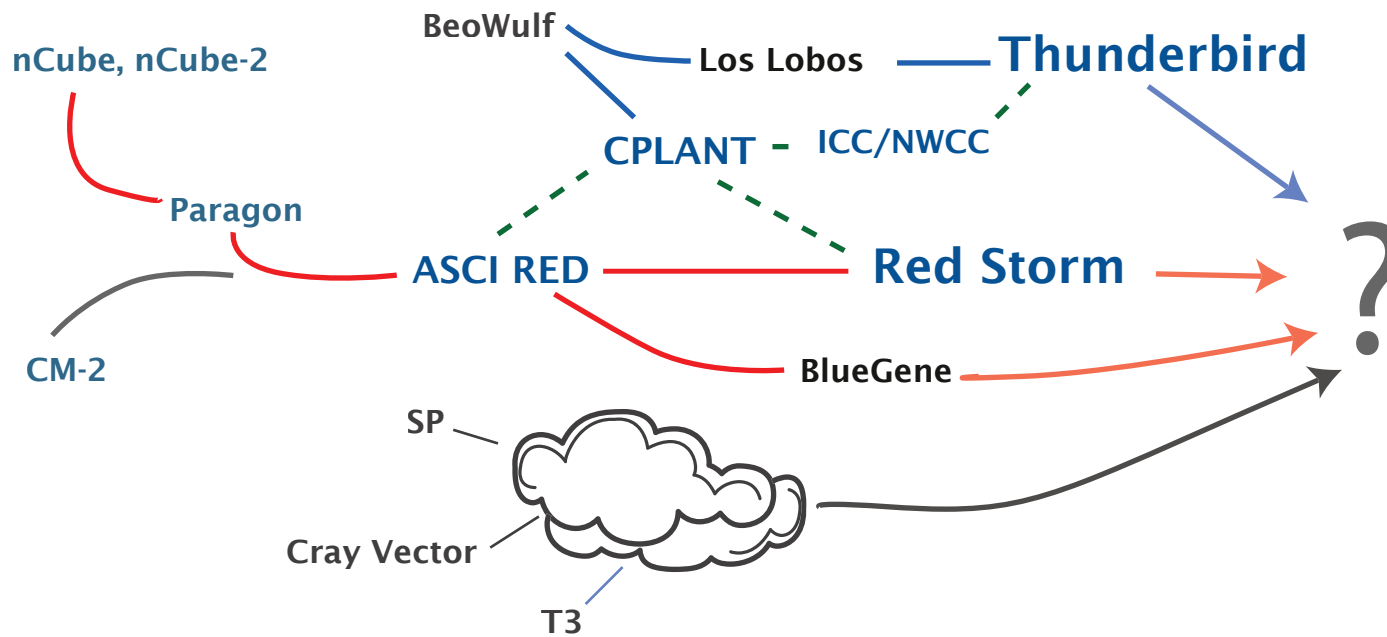 BeoWulf
nCube, nCube-2
Los Lobos
Thunderbird
CPLANT
ICC/NWCC
Paragon
ASCI RED
Red Storm
?
CM-2
BlueGene
SP
Cray Vector
T3